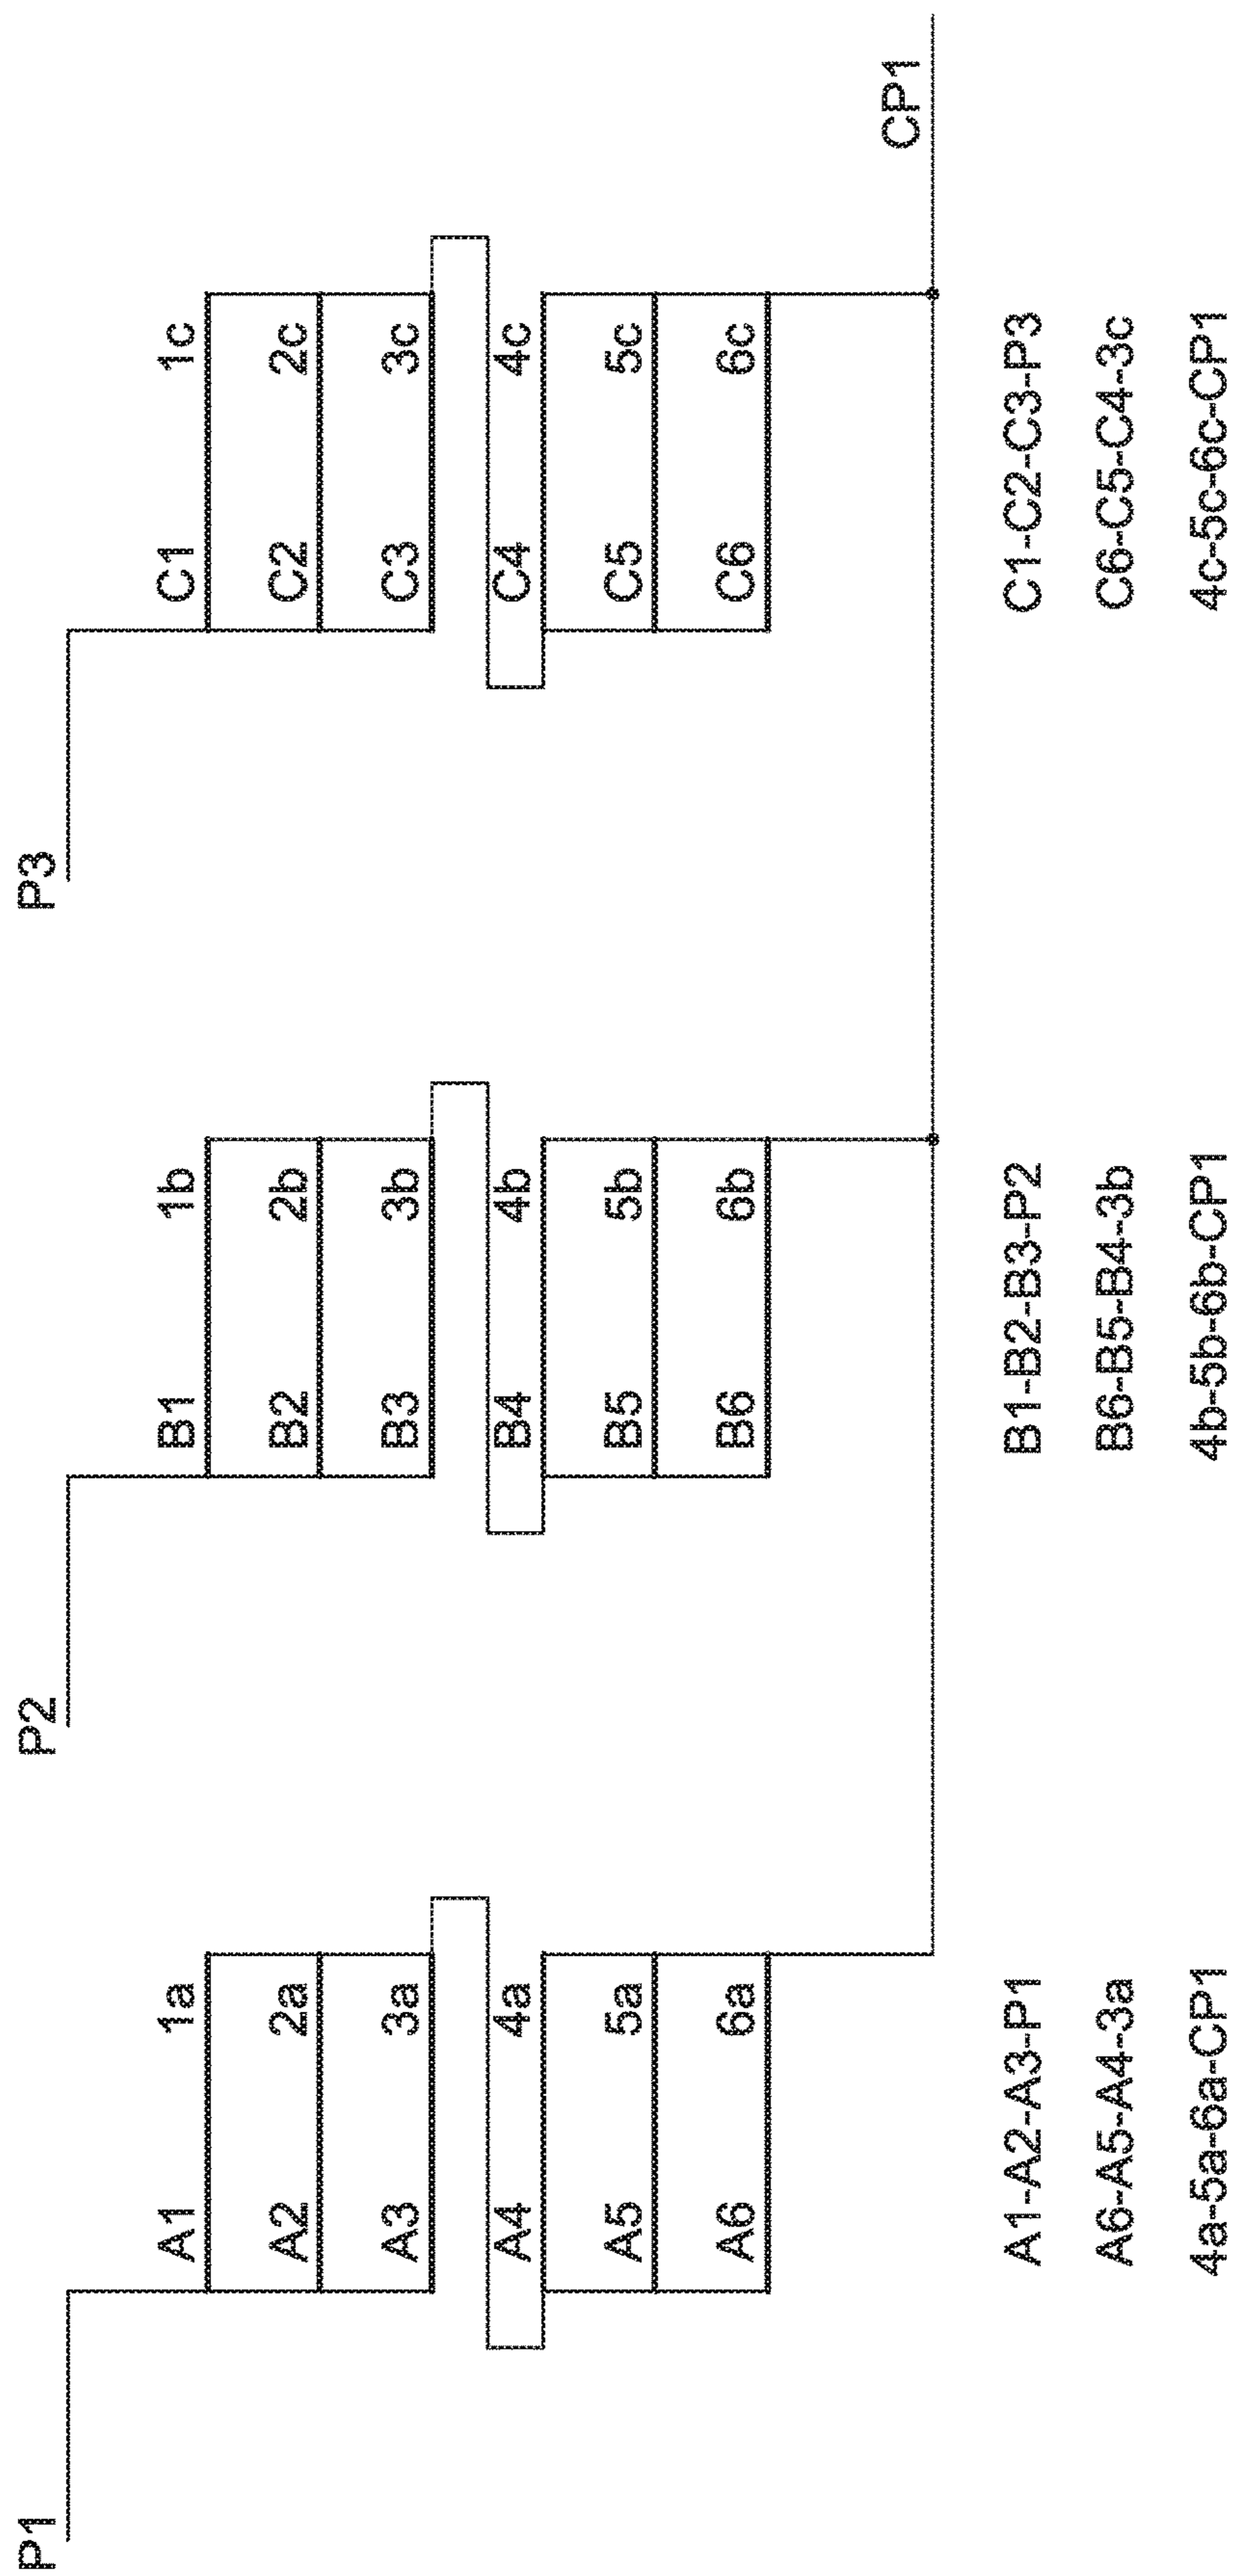 P1 P2 P3
A1 1a B1 1b C1 1c
A2 2a B2 2b C2 2c
A3 3a B3 3b C3 3c
A4 4a B4 4b C4 4c
A5 5a B5 5b C5 5c
A6 6a B6 6b C6 6c
CP1
A1-A2-A3-P1 B1-B2-B3-P2 C1-C2-C3-P3
A6-A5-A4-3a B6-B5-B4-3b C6-C5-C4-3c
4a-5a-6a-CP1 4b-5b-6b-CP1 4c-5c-6c-CP1